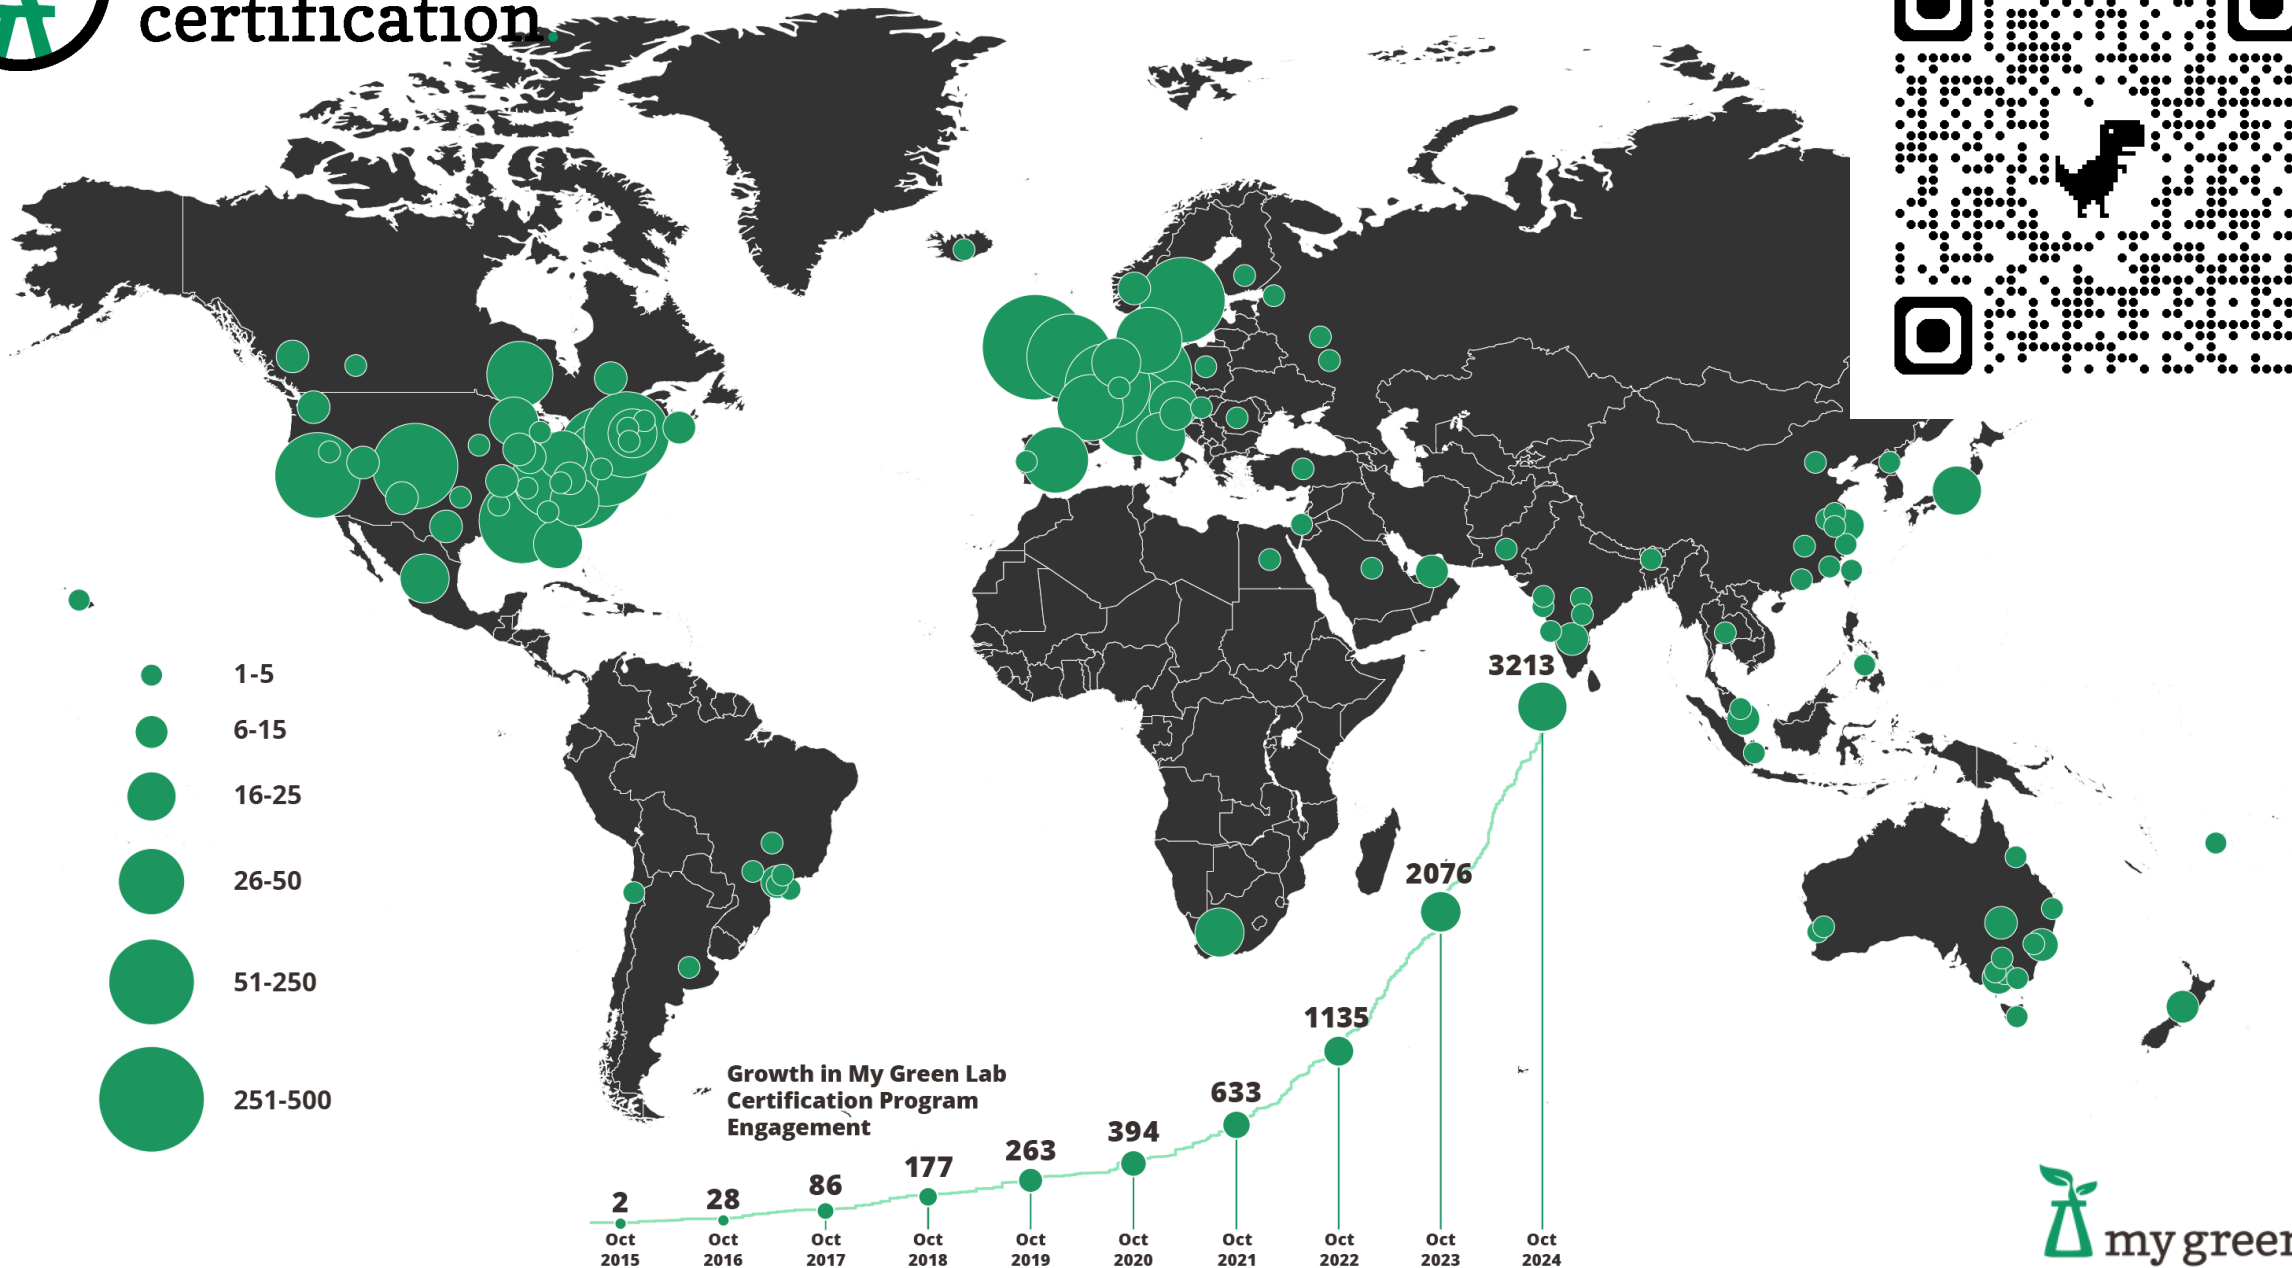 certification
1-5
6-15
16-25
26-50
51-250
251-500
Growth in My Green Lab
Certification Program
Engagement
2
28
86
177
263
394
633
1135
2076
3213
Oct
2015
Oct
2016
Oct
2017
Oct
2018
Oct
2019
Oct
2020
Oct
2021
Oct
2022
Oct
2023
Oct
2024
my green